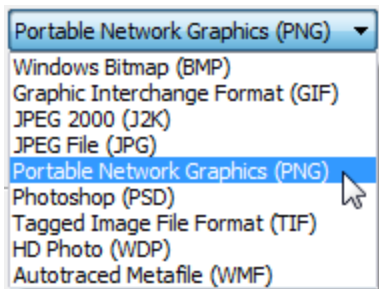 Portable Network Graphics (PNG)
Windows Bitmap (BMP)
Graphic Interchange Format (GIF)
JPEG 2000 (J2K)
JPEG File (JPG)
Portable Network Graphics (PNG)
Photoshop (PSD)
Tagged Image File Format (TIF)
HD Photo (WDP)
Autotraced Metafile (WMF)